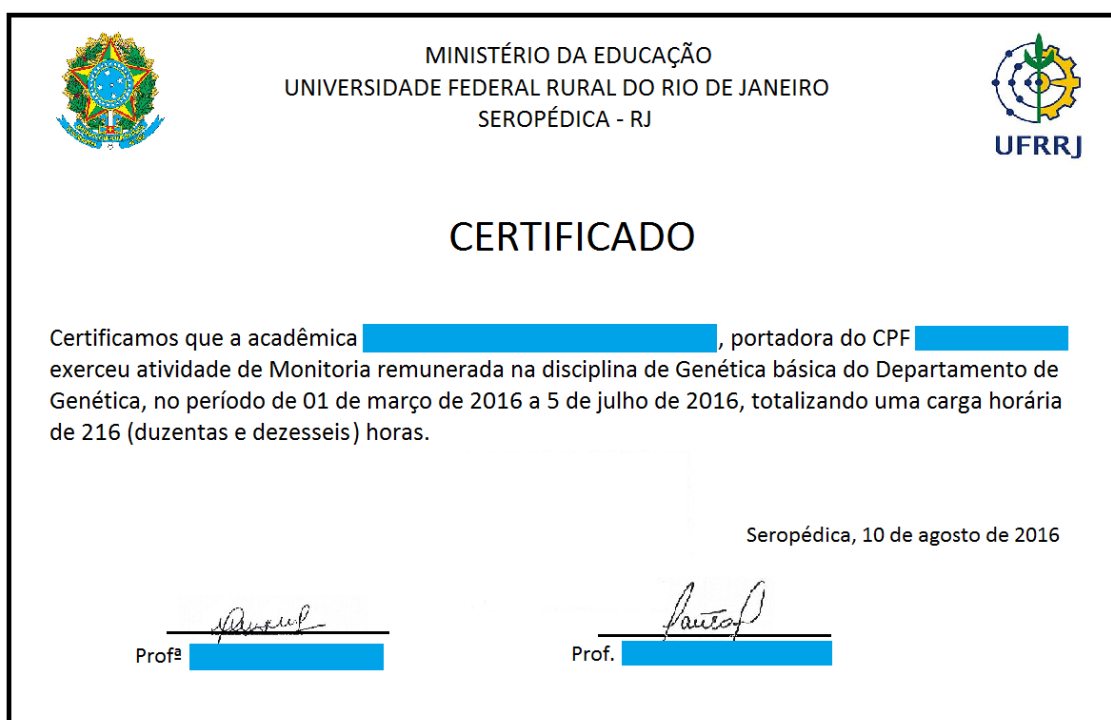 MINISTÉRIO DA EDUCAÇÃO
UNIVERSIDADE FEDERAL RURAL DO RIO DE JANEIRO
SEROPÉDICA - RJ
UFRRJ
CERTIFICADO
Certificamos que a acadêmica , portadora do CPF
exerceu atividade de Monitoria remunerada na disciplina de Genética básica do Departamento de
Genética, no período de 01 de março de 2016 a 5 de julho de 2016, totalizando uma carga horária
de 216 (duzentas e dezesseis) horas.
Seropédica, 10 de agosto de 2016
Profª
Prof.